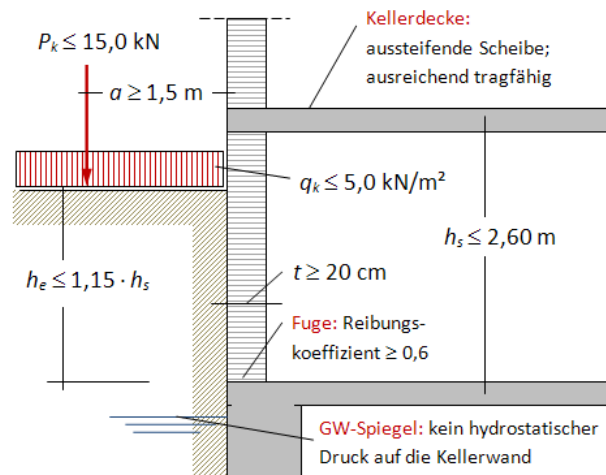 Kellerdecke:
aussteifende Scheibe;
ausreichend tragfähig
Pk ≤ 15,0 kN
a ≥ 1,5 m
qk ≤ 5,0 kN/m²
hs ≤ 2,60 m
he ≤ 1,15 · hs
t ≥ 20 cm
Fuge: Reibungs-
koeffizient ≥ 0,6
GW-Spiegel: kein hydrostatischer
Druck auf die Kellerwand